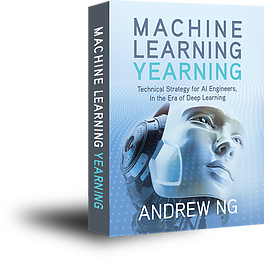 MACHINE LEARNING YEARNING
MACHINE
LEARNING
YEARNING
Technical Strategy for AI Engineers,
In the Era of Deep Learning
ANDREW NG